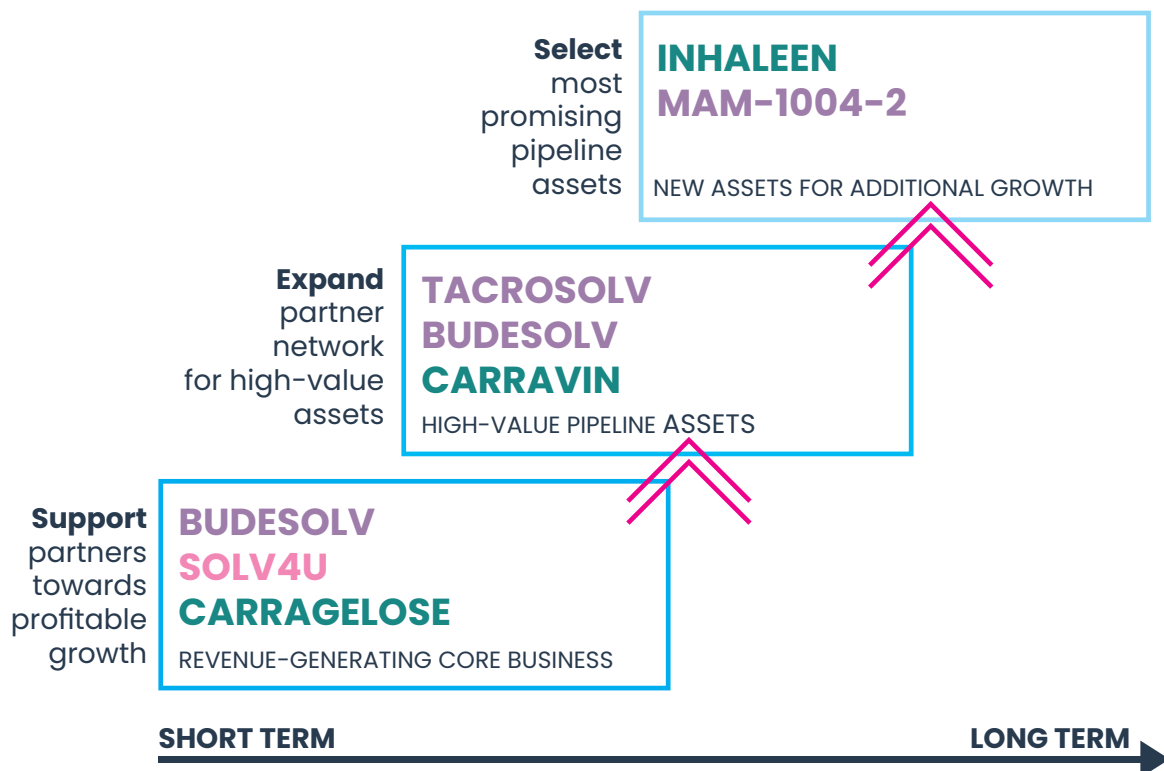 Select
most
promising
pipeline
assets
INHALEEN
MAM-1004-2
NEW ASSETS FOR ADDITIONAL GROWTH
Expand
partner
network
for high-value
assets
TACROSOLV
BUDESOLV
CARRAVIN
HIGH-VALUE PIPELINE ASSETS
Support
partners
towards
profitable
growth
BUDESOLV
SOLV4U
CARRAGELOSE
REVENUE-GENERATING CORE BUSINESS
SHORT TERM
LONG TERM